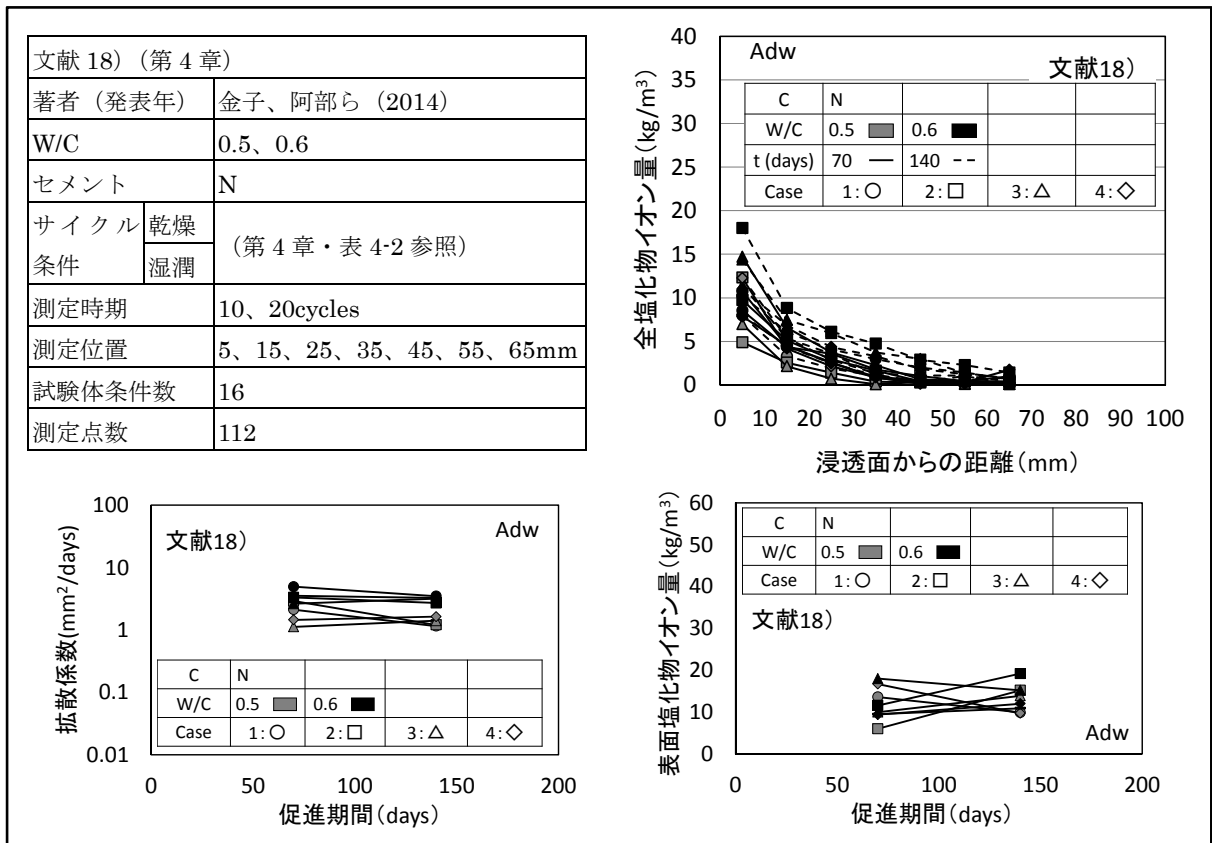 文献 18）（第 4 章）
著者（発表年） 金子、阿部ら（2014）
W/C 0.5、0.6
セメント N
サイクル条件 乾燥 湿潤 （第 4 章・表 4-2 参照）
測定時期 10、20cycles
測定位置 5、15、25、35、45、55、65mm
試験体条件数 16
測定点数 112
全塩化物イオン量（kg/m³）
40
35
30
25
20
15
10
5
0
Adw
文献18）
C N
W/C 0.5 0.6
t (days) 70 — 140 --
Case 1:○ 2:□ 3:△ 4:◇
0 10 20 30 40 50 60 70 80 90 100
浸透面からの距離（mm）
拡散係数(mm²/days)
100
10
1
0.1
0.01
文献18）
Adw
C N
W/C 0.5 0.6
Case 1:○ 2:□ 3:△ 4:◇
0 50 100 150 200
促進期間（days）
表面塩化物イオン量（kg/m³）
60
50
40
30
20
10
0
C N
W/C 0.5 0.6
Case 1:○ 2:□ 3:△ 4:◇
文献18）
Adw
0 50 100 150 200
促進期間（days）